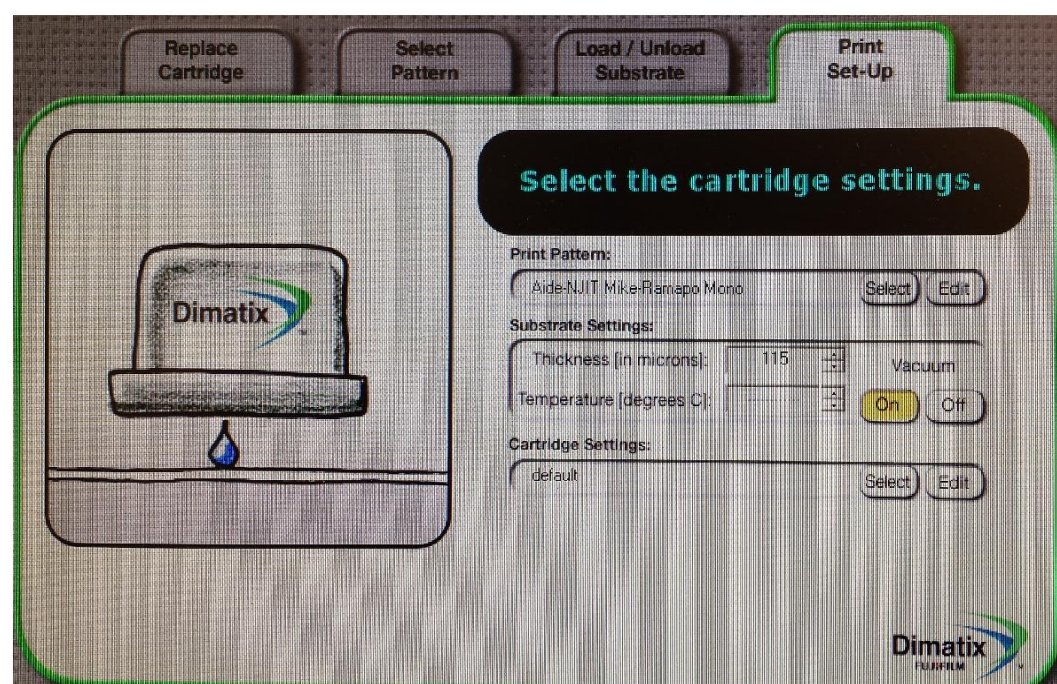 Replace
Cartridge
Select
Pattern
Load / Unload
Substrate
Print
Set-Up
Dimatix
Select the cartridge settings.
Print Pattern:
Aide-NJIT Mike-Ramapo Mono
Select
Edit
Substrate Settings:
Thickness [in microns]:
115
Vacuum
Temperature [degrees C]:
On
Off
Cartridge Settings:
default
Select
Edit
Dimatix
FUJIFILM